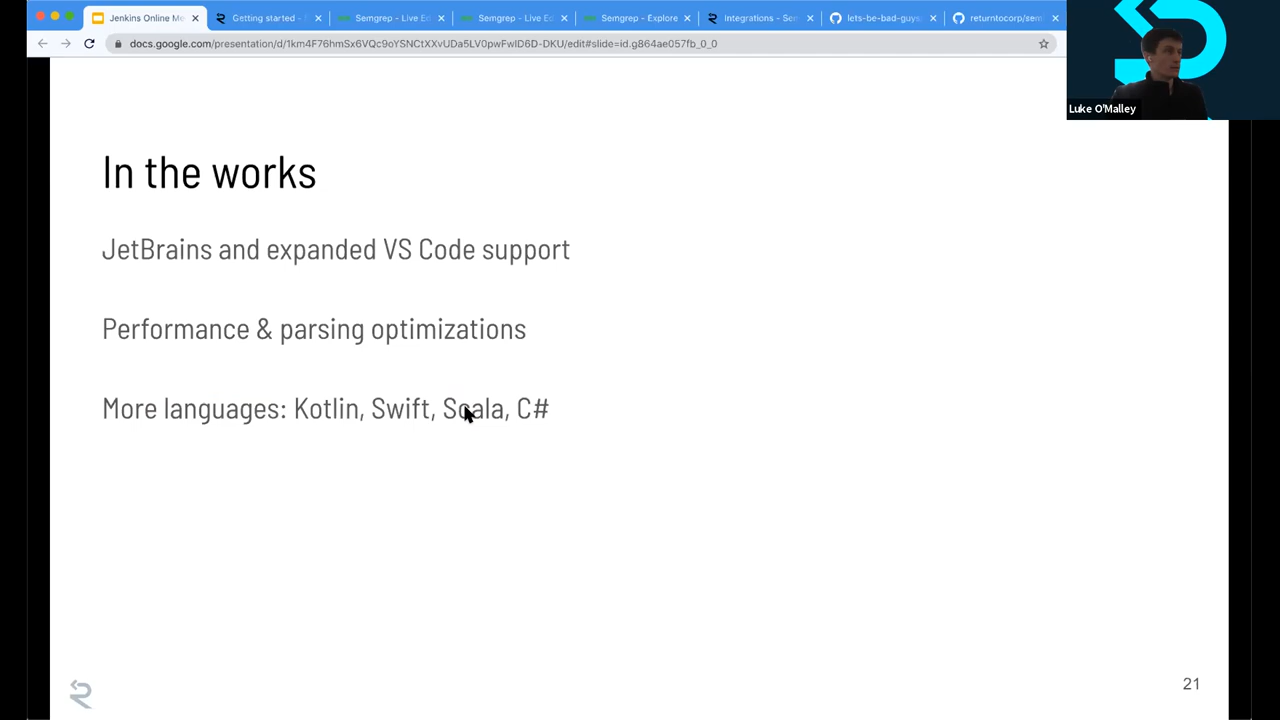 Jenkins Online Me
Getting started -
Semgrep - Live Ed
Semgrep - Live Ed
Semgrep - Explore
Integrations - Sem
lets-be-bad-guys
returntocorp/sem
docs.google.com/presentation/d/1km4F76hmSx6VQc9oYSNCtXXvUDa5LV0pwFwID6D-DKU/edit#slide=id.g864ae057fb_0_0
Luke O'Malley
In the works
JetBrains and expanded VS Code support
Performance & parsing optimizations
More languages: Kotlin, Swift, Scala, C#
21